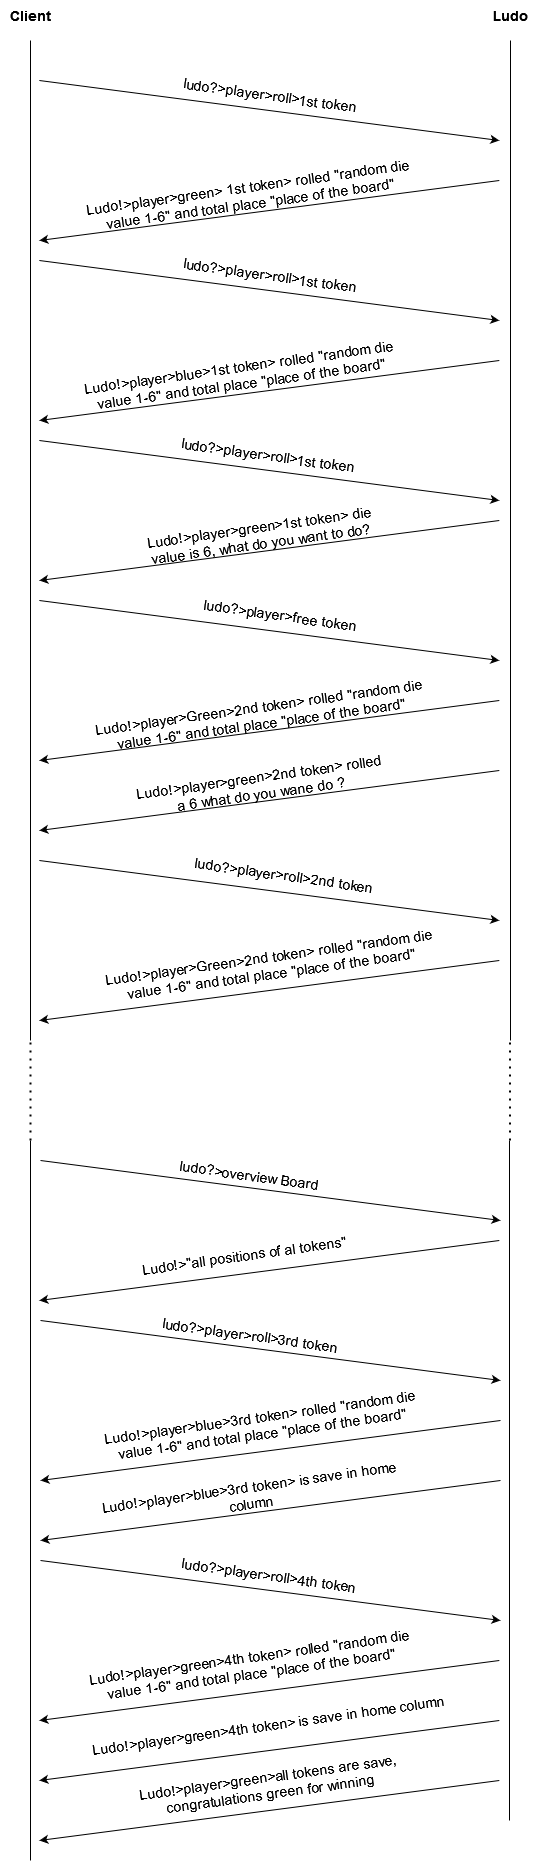 Client
Ludo
ludo?>player>roll>1st token
Ludo!>player>green> 1st token> rolled "random die
value 1-6" and total place "place of the board"
ludo?>player>roll>1st token
Ludo!>player>blue>1st token> rolled "random die
value 1-6" and total place "place of the board"
ludo?>player>roll>1st token
Ludo!>player>green>1st token> die
value is 6, what do you want to do?
ludo?>player>free token
Ludo!>player>Green>2nd token> rolled "random die
value 1-6" and total place "place of the board"
Ludo!>player>green>2nd token> rolled
a 6 what do you wane do ?
ludo?>player>roll>2nd token
Ludo!>player>Green>2nd token> rolled "random die
value 1-6" and total place "place of the board"
ludo?>overview Board
Ludo!>"all positions of al tokens"
ludo?>player>roll>3rd token
Ludo!>player>blue>3rd token> rolled "random die
value 1-6" and total place "place of the board"
Ludo!>player>blue>3rd token> is save in home
column
ludo?>player>roll>4th token
Ludo!>player>green>4th token> rolled "random die
value 1-6" and total place "place of the board"
Ludo!>player>green>4th token> is save in home column
Ludo!>player>green>all tokens are save,
congratulations green for winning